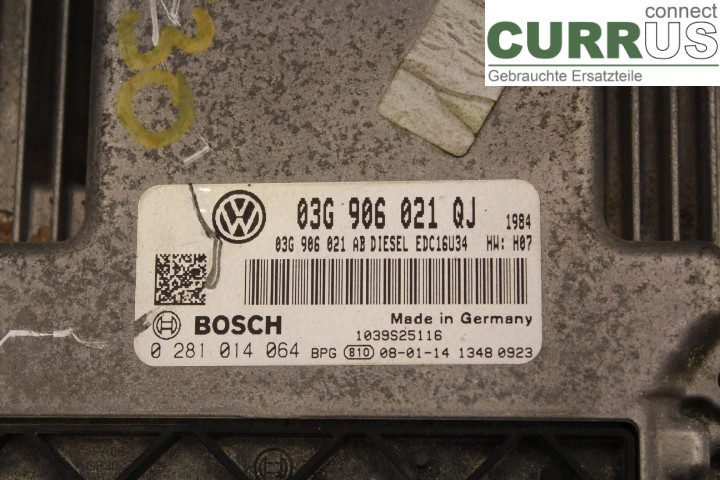 connect
CURRUS
Gebrauchte Ersatzteile
30
03G 906 021 QJ 1984
03G 906 021 AB DIESEL EDC16U34 HW: H07
BOSCH Made in Germany
1039S25116
0 281 014 064 BPG 810 08-01-14 1348 0923